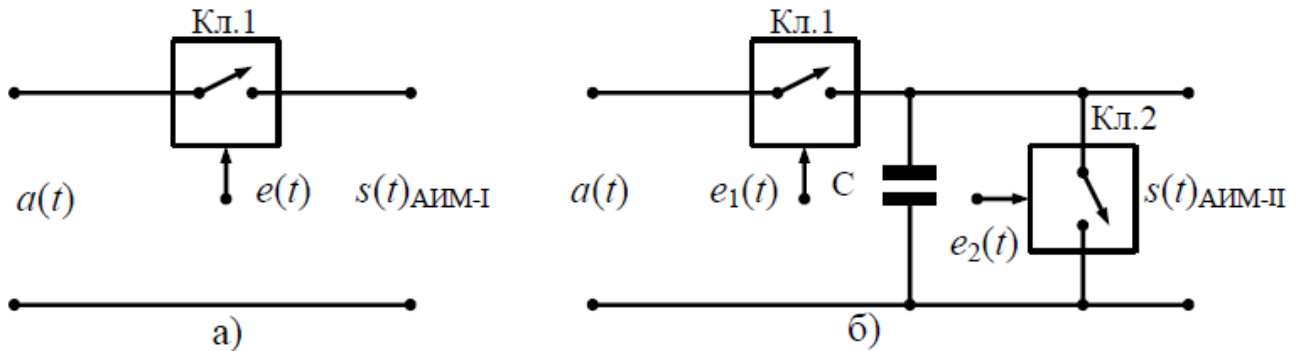 Кл.1
a(t)
e(t)
s(t)АИМ-I
а)
Кл.1
a(t)
e₁(t)
С
Кл.2
e₂(t)
s(t)АИМ-II
б)